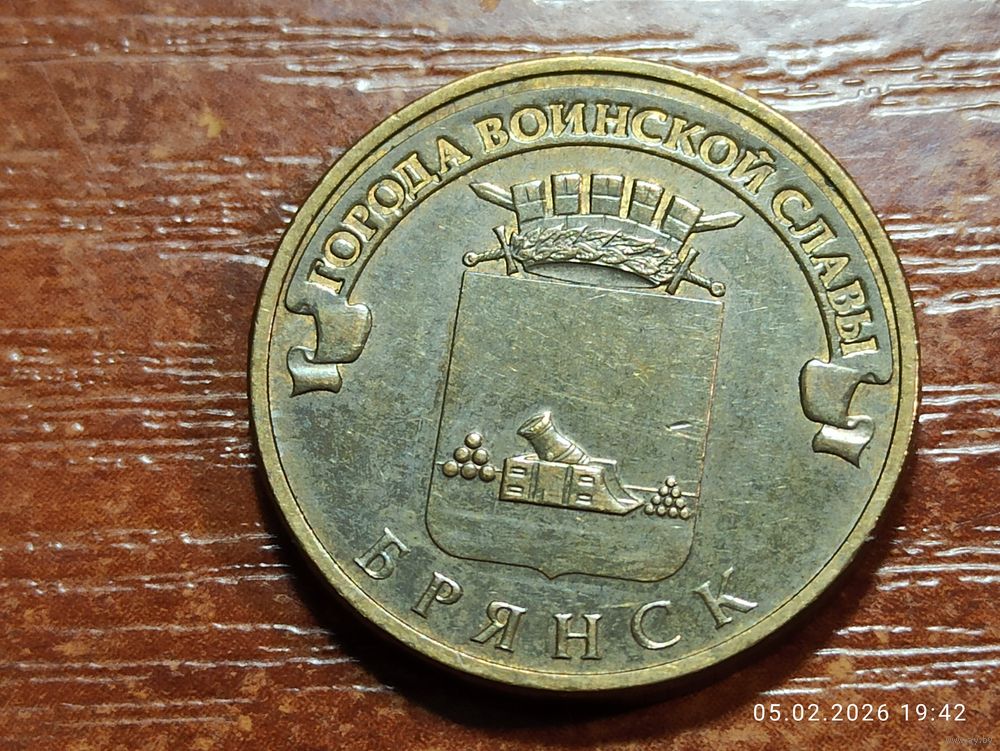 ГОРОДА ВОИНСКОЙ СЛАВЫ
БРЯНСК
05.02.2026 19:42